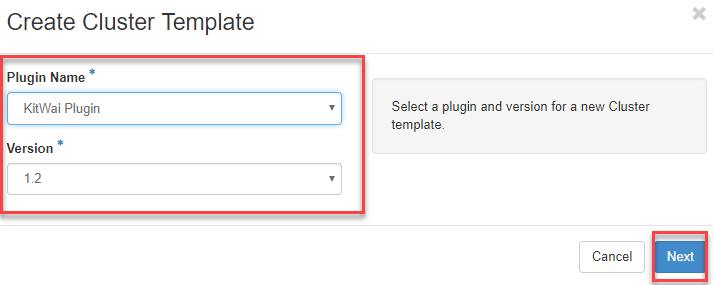 Create Cluster Template
Plugin Name *
KitWai Plugin
Select a plugin and version for a new Cluster
template.
Version *
1.2
Cancel
Next